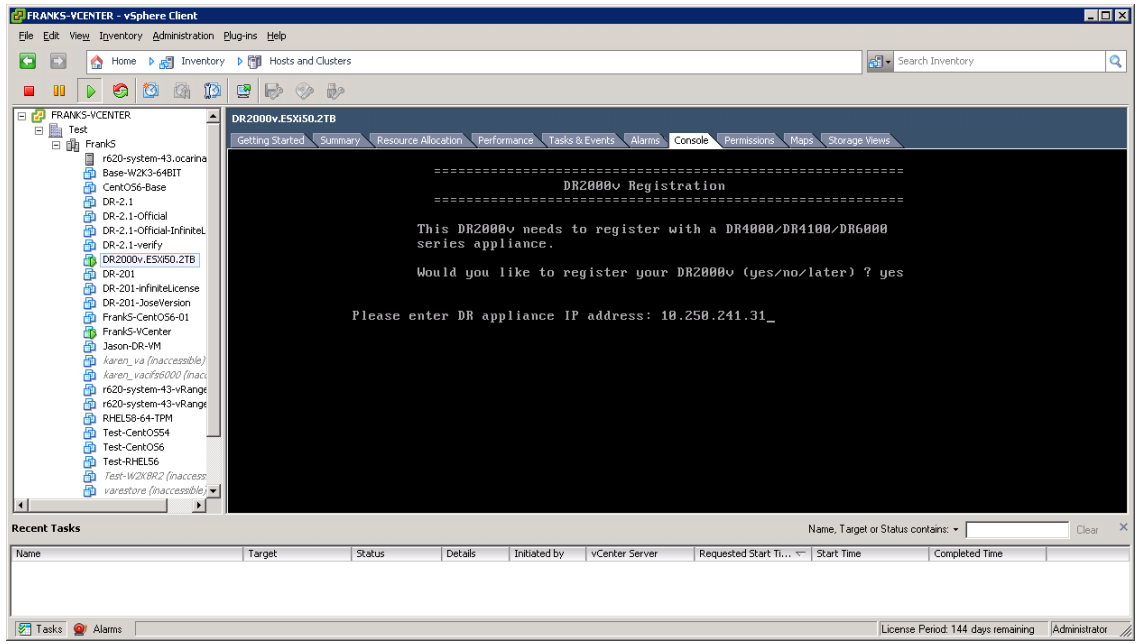 FRANKS-VCENTER - vSphere Client
File Edit View Inventory Administration Plug-ins Help
Home Inventory Hosts and Clusters
Search Inventory
FRANKS-VCENTER
Test
FrankS
r620-system-43.ocarina
Base-W2K3-64BIT
CentOS6-Base
DR-2.1
DR-2.1-Official
DR-2.1-Official-InfiniteL
DR-2.1-verify
DR2000v.ESXi50.2TB
DR-201
DR-201-infiniteLicense
DR-201-JoseVersion
FrankS-CentOS6-01
FrankS-VCenter
Jason-DR-VM
karen_va (inaccessible)
karen_vacifs6000 (inacc
r620-system-43-vRange
r620-system-43-vRange
RHEL58-64-TPM
Test-CentOS54
Test-CentOS6
Test-RHEL56
Test-W2K8R2 (inaccess
varestore (inaccessible)
DR2000v.ESXi50.2TB
Getting Started Summary Resource Allocation Performance Tasks & Events Alarms Console Permissions Maps Storage Views
DR2000v Registration
This DR2000v needs to register with a DR4000/DR4100/DR6000
series appliance.
Would you like to register your DR2000v (yes/no/later) ? yes
Please enter DR appliance IP address: 10.250.241.31_
Recent Tasks
Name, Target or Status contains: Clear
Name Target Status Details Initiated by vCenter Server Requested Start Ti... Start Time Completed Time
Tasks Alarms
License Period: 144 days remaining Administrator